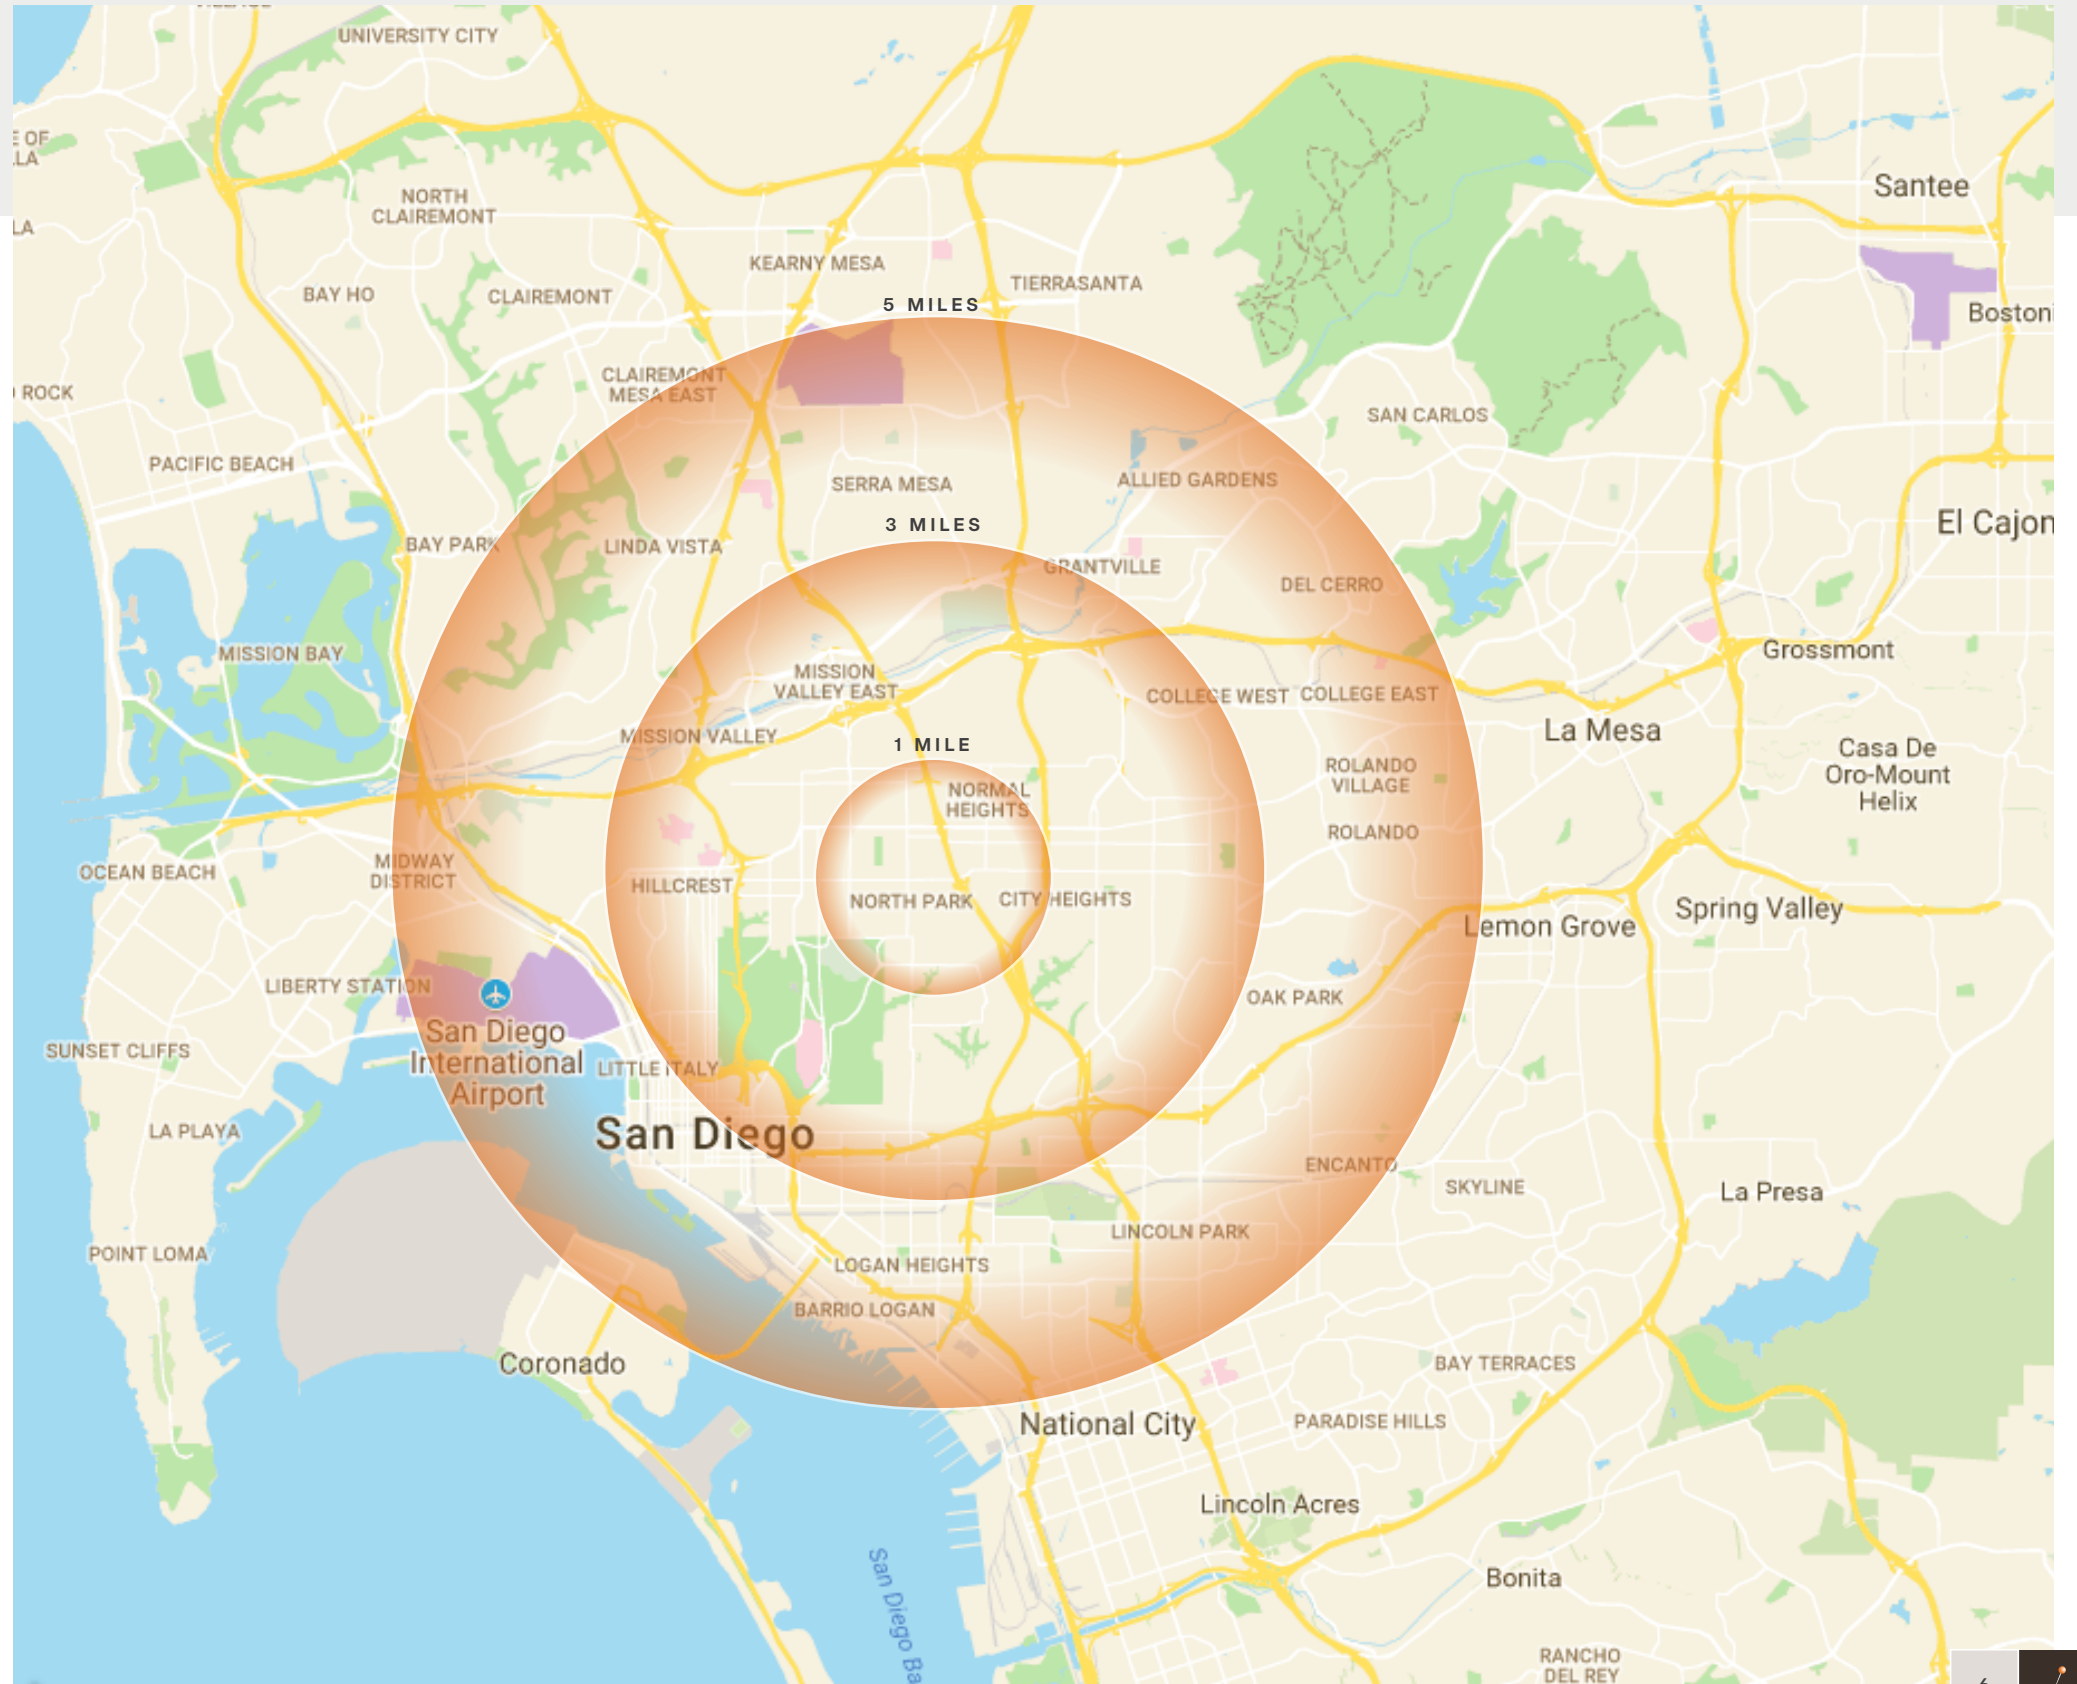 UNIVERSITY CITY
E OF
LA
NORTH
CLAIREMONT
LA
Santee
KEARNY MESA
TIERRASANTA
BAY HO
CLAIREMONT
5 MILES
Bostoni
CLAIREMONT
MESA EAST
ROCK
SAN CARLOS
PACIFIC BEACH
SERRA MESA
ALLIED GARDENS
3 MILES
El Cajon
BAY PARK
LINDA VISTA
GRANTVILLE
DEL CERRO
MISSION BAY
Grossmont
MISSION
VALLEY EAST
COLLEGE WEST
COLLEGE EAST
MISSION VALLEY
La Mesa
1 MILE
Casa De
Oro-Mount
Helix
ROLANDO
VILLAGE
NORMAL
HEIGHTS
ROLANDO
OCEAN BEACH
MIDWAY
DISTRICT
HILLCREST
NORTH PARK
CITY HEIGHTS
Spring Valley
Lemon Grove
LIBERTY STATION
OAK PARK
San Diego
International
Airport
SUNSET CLIFFS
LITTLE ITALY
LA PLAYA
San Diego
ENCANTO
SKYLINE
La Presa
POINT LOMA
LINCOLN PARK
LOGAN HEIGHTS
BARRIO LOGAN
Coronado
BAY TERRACES
National City
PARADISE HILLS
Lincoln Acres
San Diego Ba
Bonita
RANCHO
DEL REY